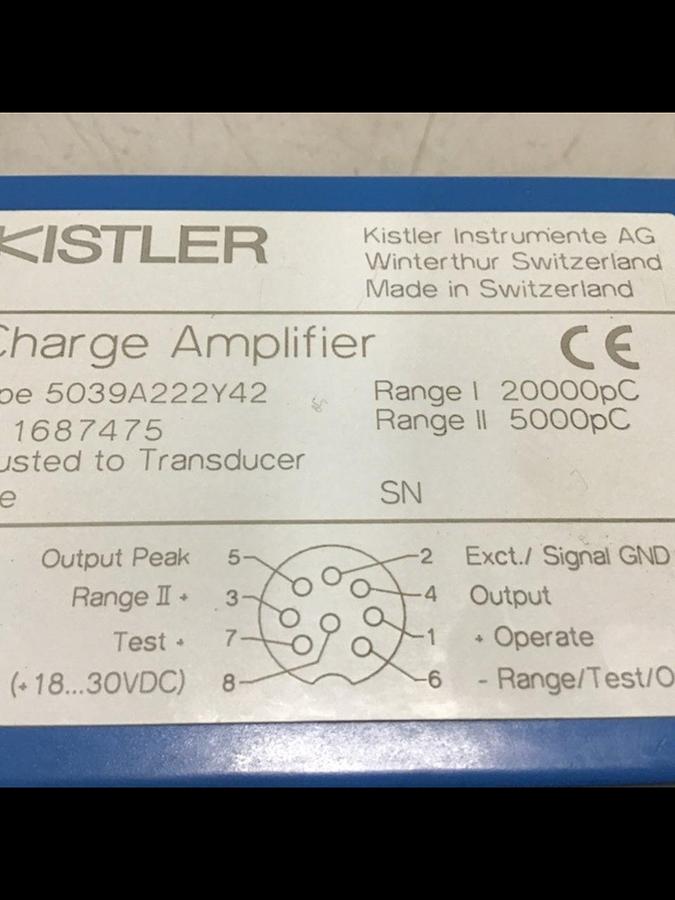 KISTLER
Kistler Instrumente AG
Winterthur Switzerland
Made in Switzerland
Charge Amplifier
CE
pe 5039A222Y42
Range I 20000pC
1687475
Range II 5000pC
usted to Transducer
e
SN
Output Peak 5 2 Exct./ Signal GND
Range II + 3 4 Output
Test + 7 1 + Operate
(+18...30VDC) 8 6 - Range/Test/O